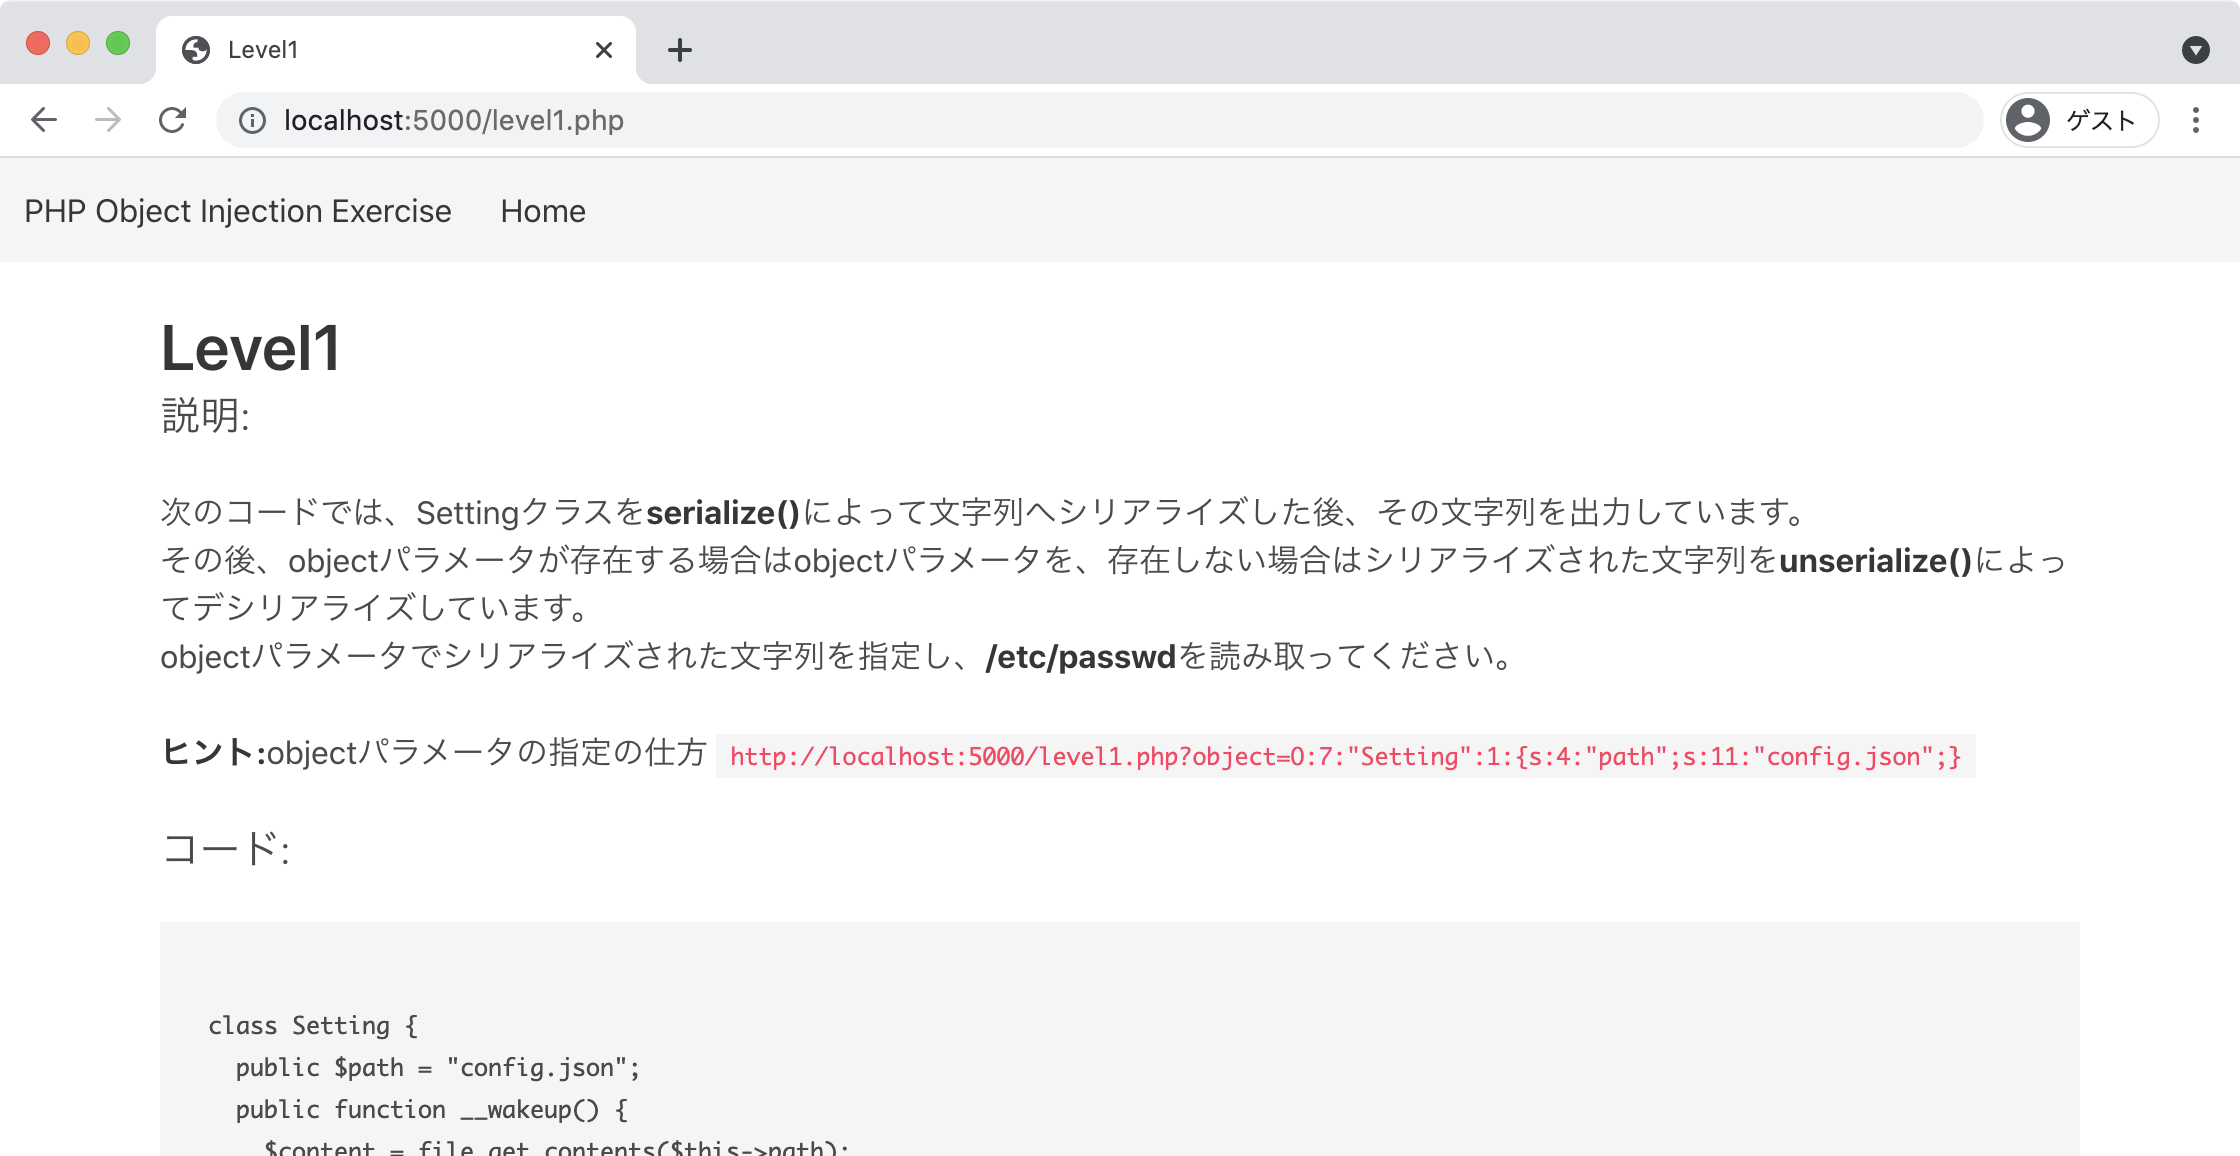 Level1
localhost:5000/level1.php
ゲスト
PHP Object Injection Exercise Home
Level1
説明:
次のコードでは、Settingクラスをserialize()によって文字列へシリアライズした後、その文字列を出力しています。
その後、objectパラメータが存在する場合はobjectパラメータを、存在しない場合はシリアライズされた文字列をunserialize()によっ
てデシリアライズしています。
objectパラメータでシリアライズされた文字列を指定し、/etc/passwdを読み取ってください。
ヒント:objectパラメータの指定の仕方 http://localhost:5000/level1.php?object=O:7:"Setting":1:{s:4:"path";s:11:"config.json";}
コード:
class Setting {
public $path = "config.json";
public function __wakeup() {
$content = file_get_contents($this->path);